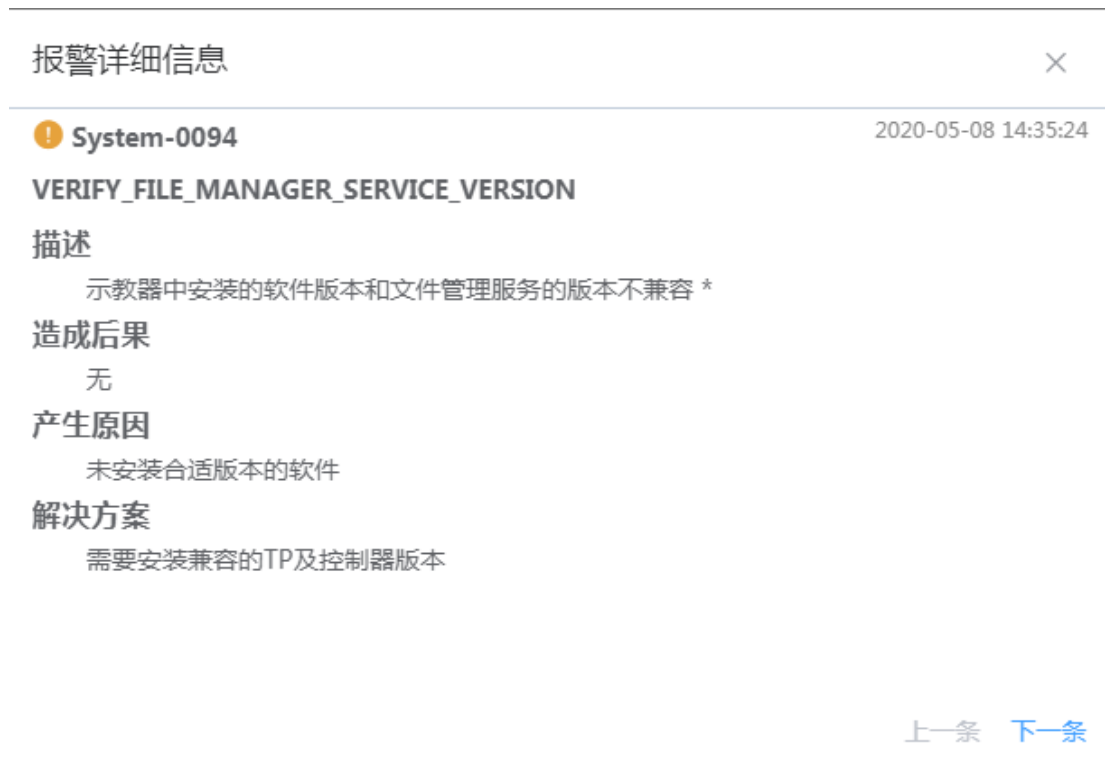 报警详细信息
System-0094 2020-05-08 14:35:24
VERIFY_FILE_MANAGER_SERVICE_VERSION
描述
示教器中安装的软件版本和文件管理服务的版本不兼容 *
造成后果
无
产生原因
未安装合适版本的软件
解决方案
需要安装兼容的TP及控制器版本
上一条 下一条